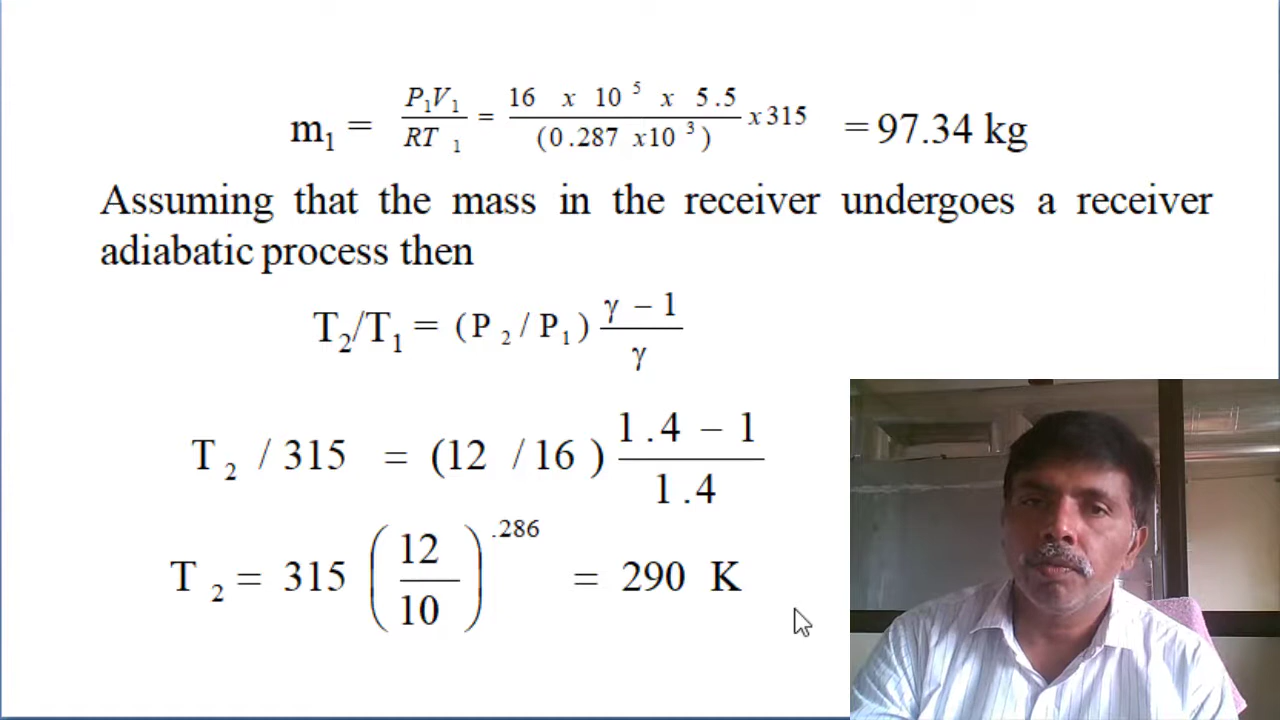 m₁ = P₁V₁ / RT ₁ = 16 x 10 ⁵ x 5.5 / (0.287 x10 ³ ) x 315 = 97.34 kg
Assuming that the mass in the receiver undergoes a receiver
adiabatic process then
T₂/T₁ = (P ₂ / P ₁ ) γ − 1 / γ
T ₂ / 315 = (12 / 16 ) 1.4 − 1 / 1.4
T ₂ = 315 ( 12 / 10 ) ^.286 = 290 K